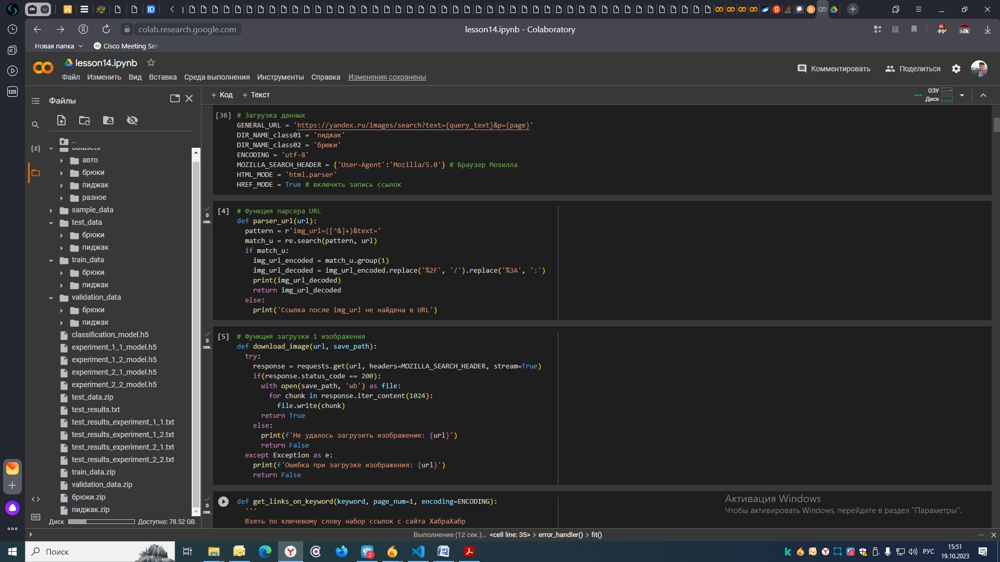 colab.research.google.com
lesson14.ipynb - Colaboratory
>2k
Новая папка
Cisco Meeting Ser
120
lesson14.ipynb
Файл Изменить Вид Вставка Среда выполнения Инструменты Справка Изменения сохранены
Комментировать
Поделиться
Файлы
+ Код + Текст
ОЗУ
Диск
..
datasets
авто
брюки
пиджак
разное
sample_data
test_data
брюки
пиджак
train_data
брюки
пиджак
validation_data
брюки
пиджак
classification_model.h5
experiment_1_1_model.h5
experiment_1_2_model.h5
experiment_2_1_model.h5
experiment_2_2_model.h5
test_data.zip
test_results.txt
test_results_experiment_1_1.txt
test_results_experiment_1_2.txt
test_results_experiment_2_1.txt
test_results_experiment_2_2.txt
train_data.zip
validation_data.zip
брюки.zip
пиджак.zip
Диск Доступно: 78.52 GB.
[36] # Загрузка данных
GENERAL_URL = 'https://yandex.ru/images/search?text={query_text}&p={page}'
DIR_NAME_class01 = 'пиджак'
DIR_NAME_class02 = 'брюки'
ENCODING = 'utf-8'
MOZILLA_SEARCH_HEADER = {'User-Agent':'Mozilla/5.0'} # Браузер Мозилла
HTML_MODE = 'html.parser'
HREF_MODE = True # включить запись ссылок
0 сек.
[4] # Функция парсера URL
def parser_url(url):
pattern = r'img_url=([^&]+)&text='
match_u = re.search(pattern, url)
if match_u:
img_url_encoded = match_u.group(1)
img_url_decoded = img_url_encoded.replace('%2F', '/').replace('%3A', ':')
print(img_url_decoded)
return img_url_decoded
else:
print('Ссылка после img_url не найдена в URL')
0 сек.
[5] # Функция загрузки 1 изображения
def download_image(url, save_path):
try:
response = requests.get(url, headers=MOZILLA_SEARCH_HEADER, stream=True)
if(response.status_code == 200):
with open(save_path, 'wb') as file:
for chunk in response.iter_content(1024):
file.write(chunk)
return True
else:
print(f'Не удалось загрузить изображение: {url}')
return False
except Exception as e:
print(f'Ошибка при загрузке изображения: {url}')
return False
0 сек.
def get_links_on_keyword(keyword, page_num=1, encoding=ENCODING):
'''
Взять по ключевому слову набор ссылок с сайта ХабраХабр
Активация Windows
Чтобы активировать Windows, перейдите в раздел "Параметры".
Выполнение (12 сек.)... <cell line: 35> > error_handler() > fit()
Поиск
2
РУС
15:51
19.10.2023